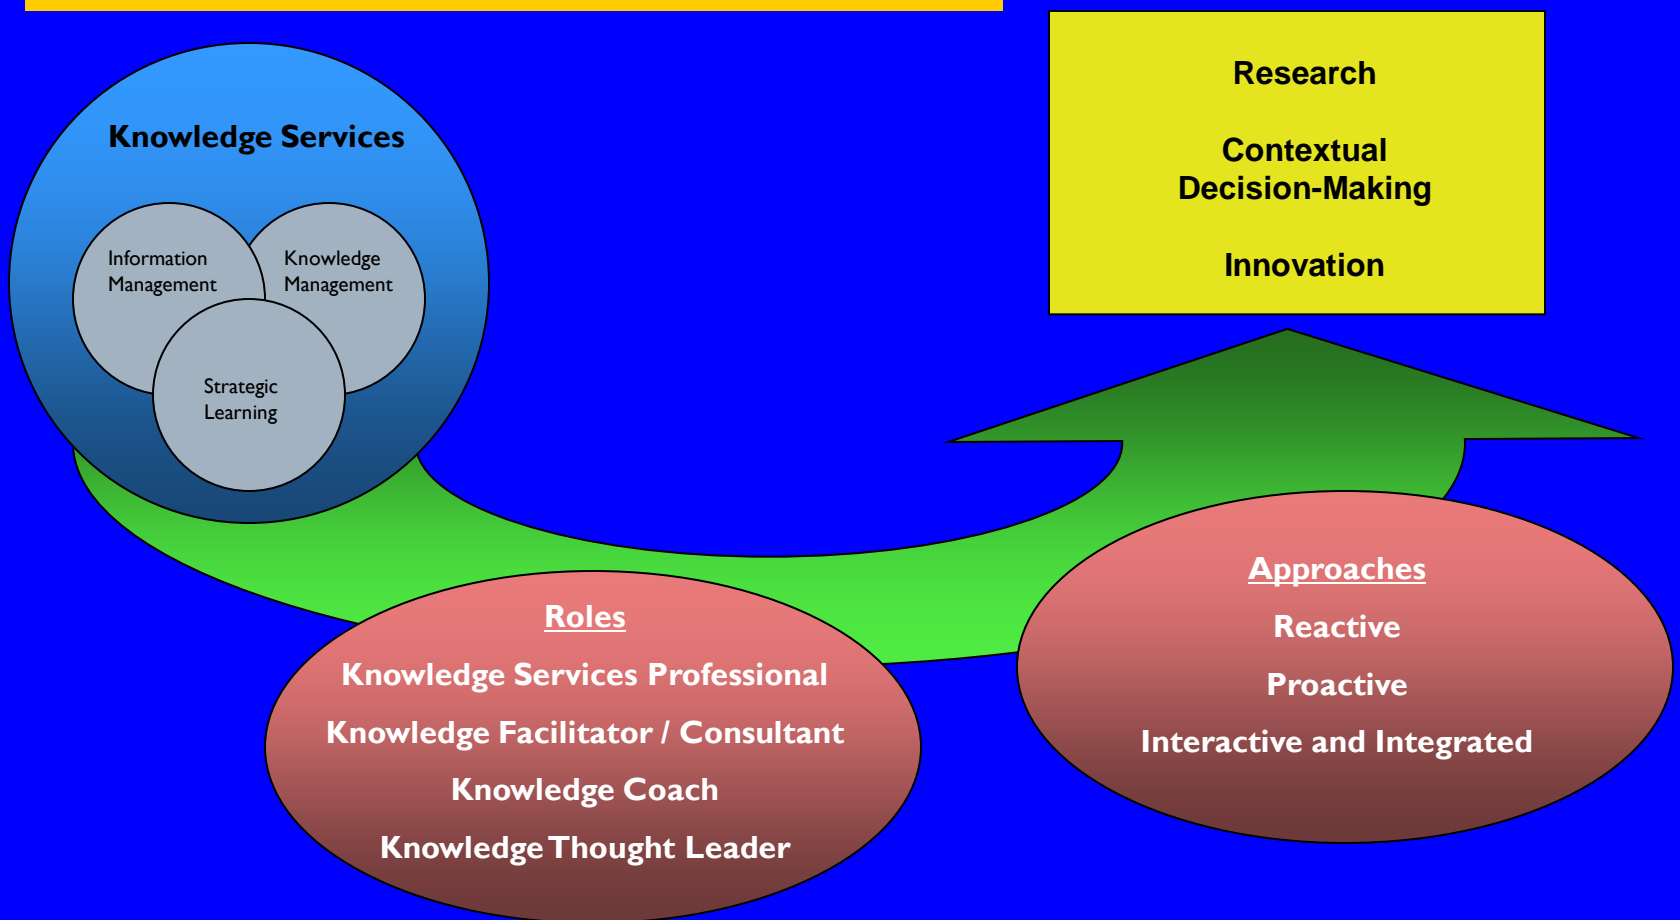 Knowledge Services
Information
Management
Knowledge
Management
Strategic
Learning
Research
Contextual
Decision-Making
Innovation
Roles
Knowledge Services Professional
Knowledge Facilitator / Consultant
Knowledge Coach
Knowledge Thought Leader
Approaches
Reactive
Proactive
Interactive and Integrated